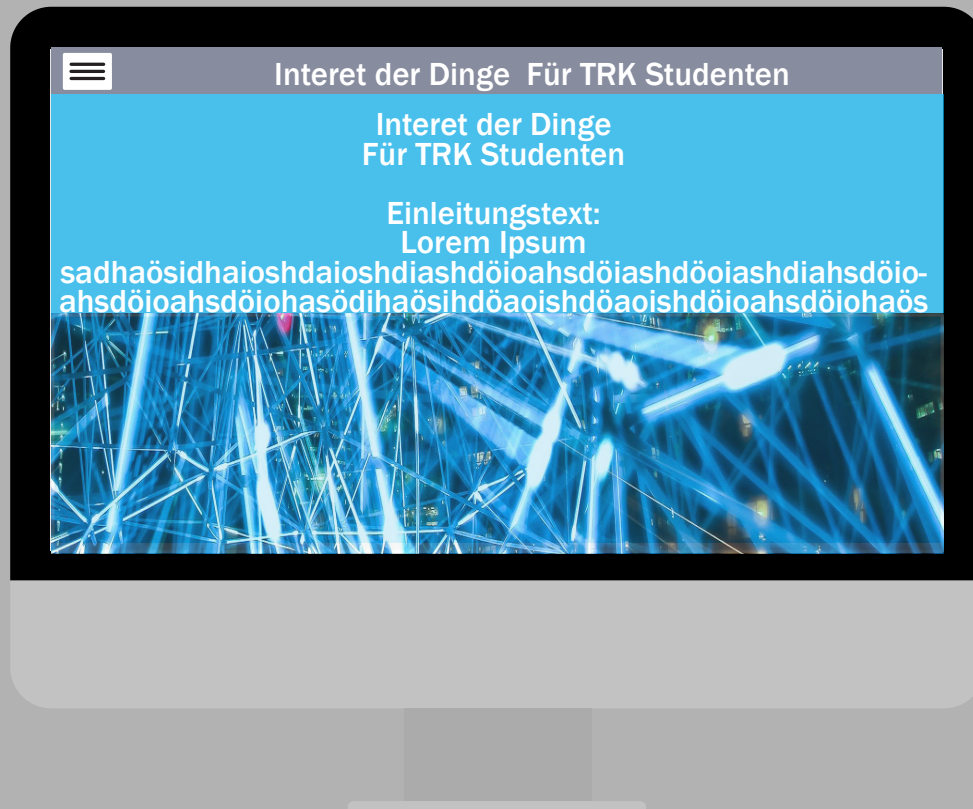 Interet der Dinge  Für TRK Studenten
Interet der Dinge
Für TRK Studenten
Einleitungstext:
Lorem Ipsum
sadhaösidhaioshdaioshdiashdöioahsdöiashdöoiashdiahsdöio-
ahsdöioahsdöiohasödihaösihdöaoishdöaoishdöioahsdöiohaös